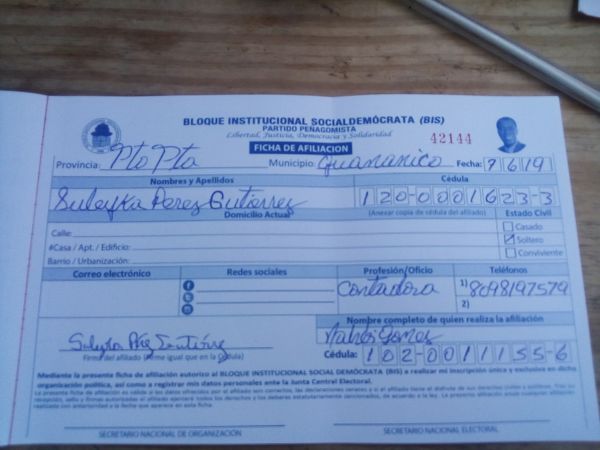 BLOQUE INSTITUCIONAL SOCIALDEMÓCRATA (BIS)
PARTIDO PEÑAGOMISTA
Libertad, Justicia, Democracia y Solidaridad
42144
FICHA DE AFILIACION
Provincia: Pto Pta Municipio: Guananico Fecha: 7/6/19
Nombres y Apellidos Cédula
Suleyka Perez Gutierrez 120-0001623-3
Domicilio Actual (Anexar copia de cédula del afiliado) Estado Civil
Calle: Casado
#Casa / Apt. / Edificio: Soltero
Barrio / Urbanización: Conviviente
Correo electrónico Redes sociales Profesión/Oficio Teléfonos
Contadora 1) 8098197579
2)
Nombre completo de quien realiza la afiliación
Gomez
Firma del afiliado (Firme igual que en la Cédula) Cédula: 102-0011155-6
Mediante la presente ficha de afiliación autorizo al BLOQUE INSTITUCIONAL SOCIALDEMÓCRATA (BIS) a realizar mi inscripción única y exclusiva en dicha
organización política, así como a registrar mis datos personales ante la Junta Central Electoral.
SECRETARIO NACIONAL DE ORGANIZACIÓN SECRETARIO NACIONAL ELECTORAL